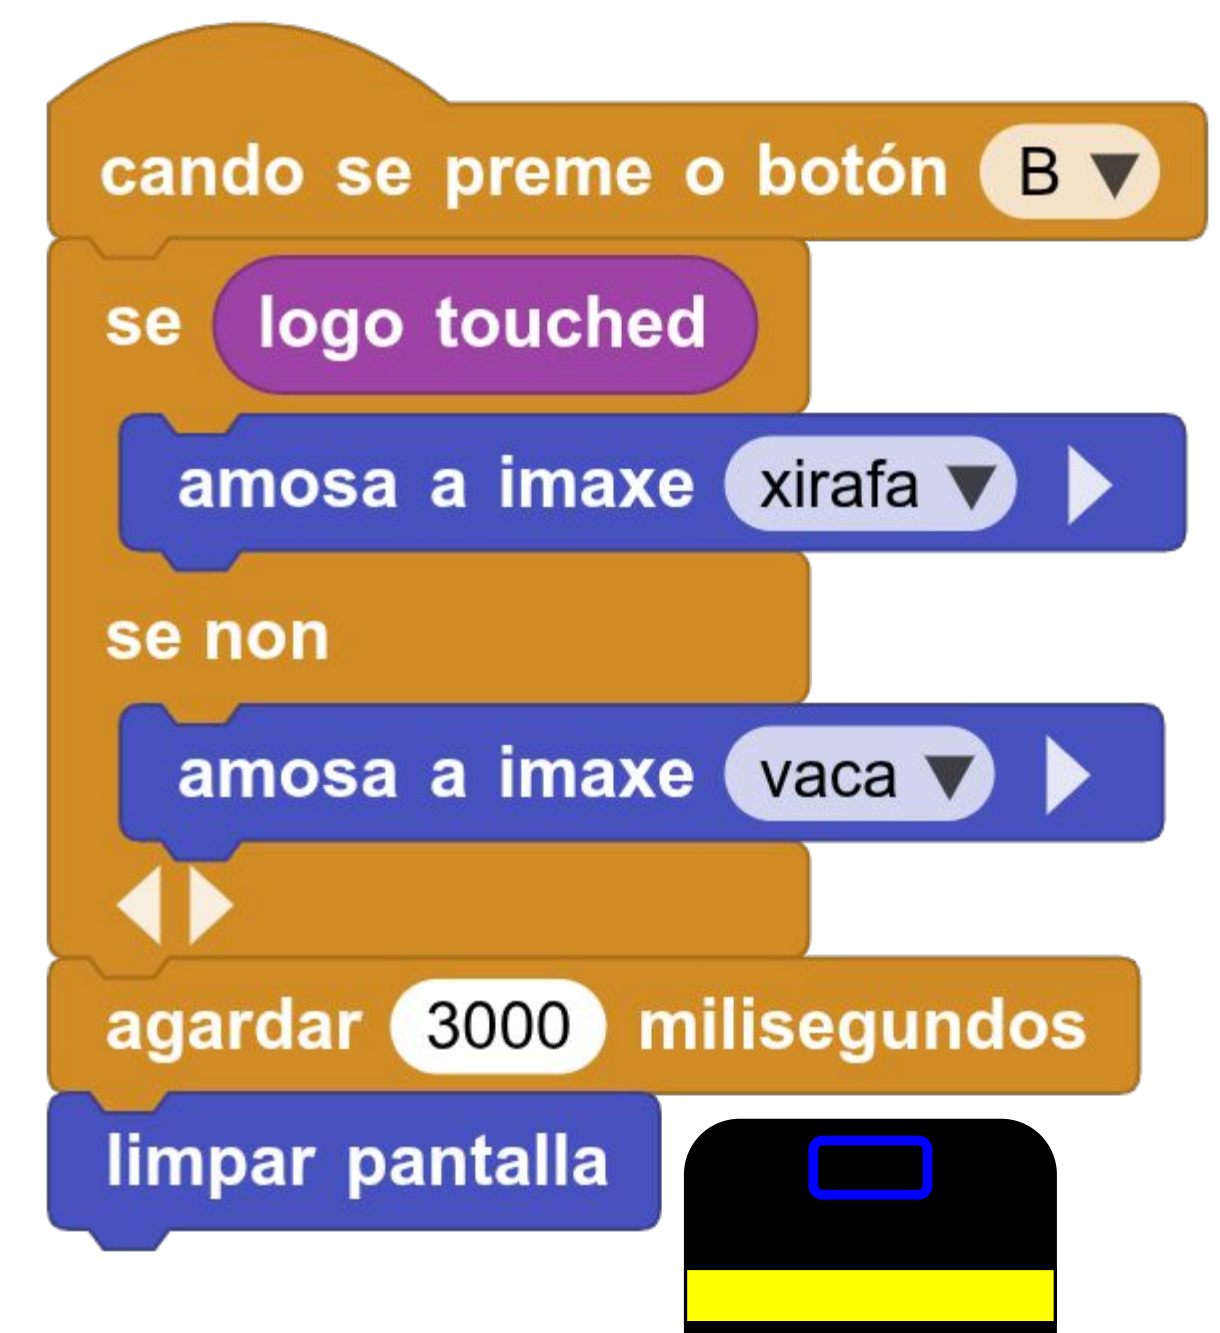 cando se preme o botón B
se logo touched
amosa a imaxe xirafa
se non
amosa a imaxe vaca
agardar 3000 milisegundos
limpar pantalla